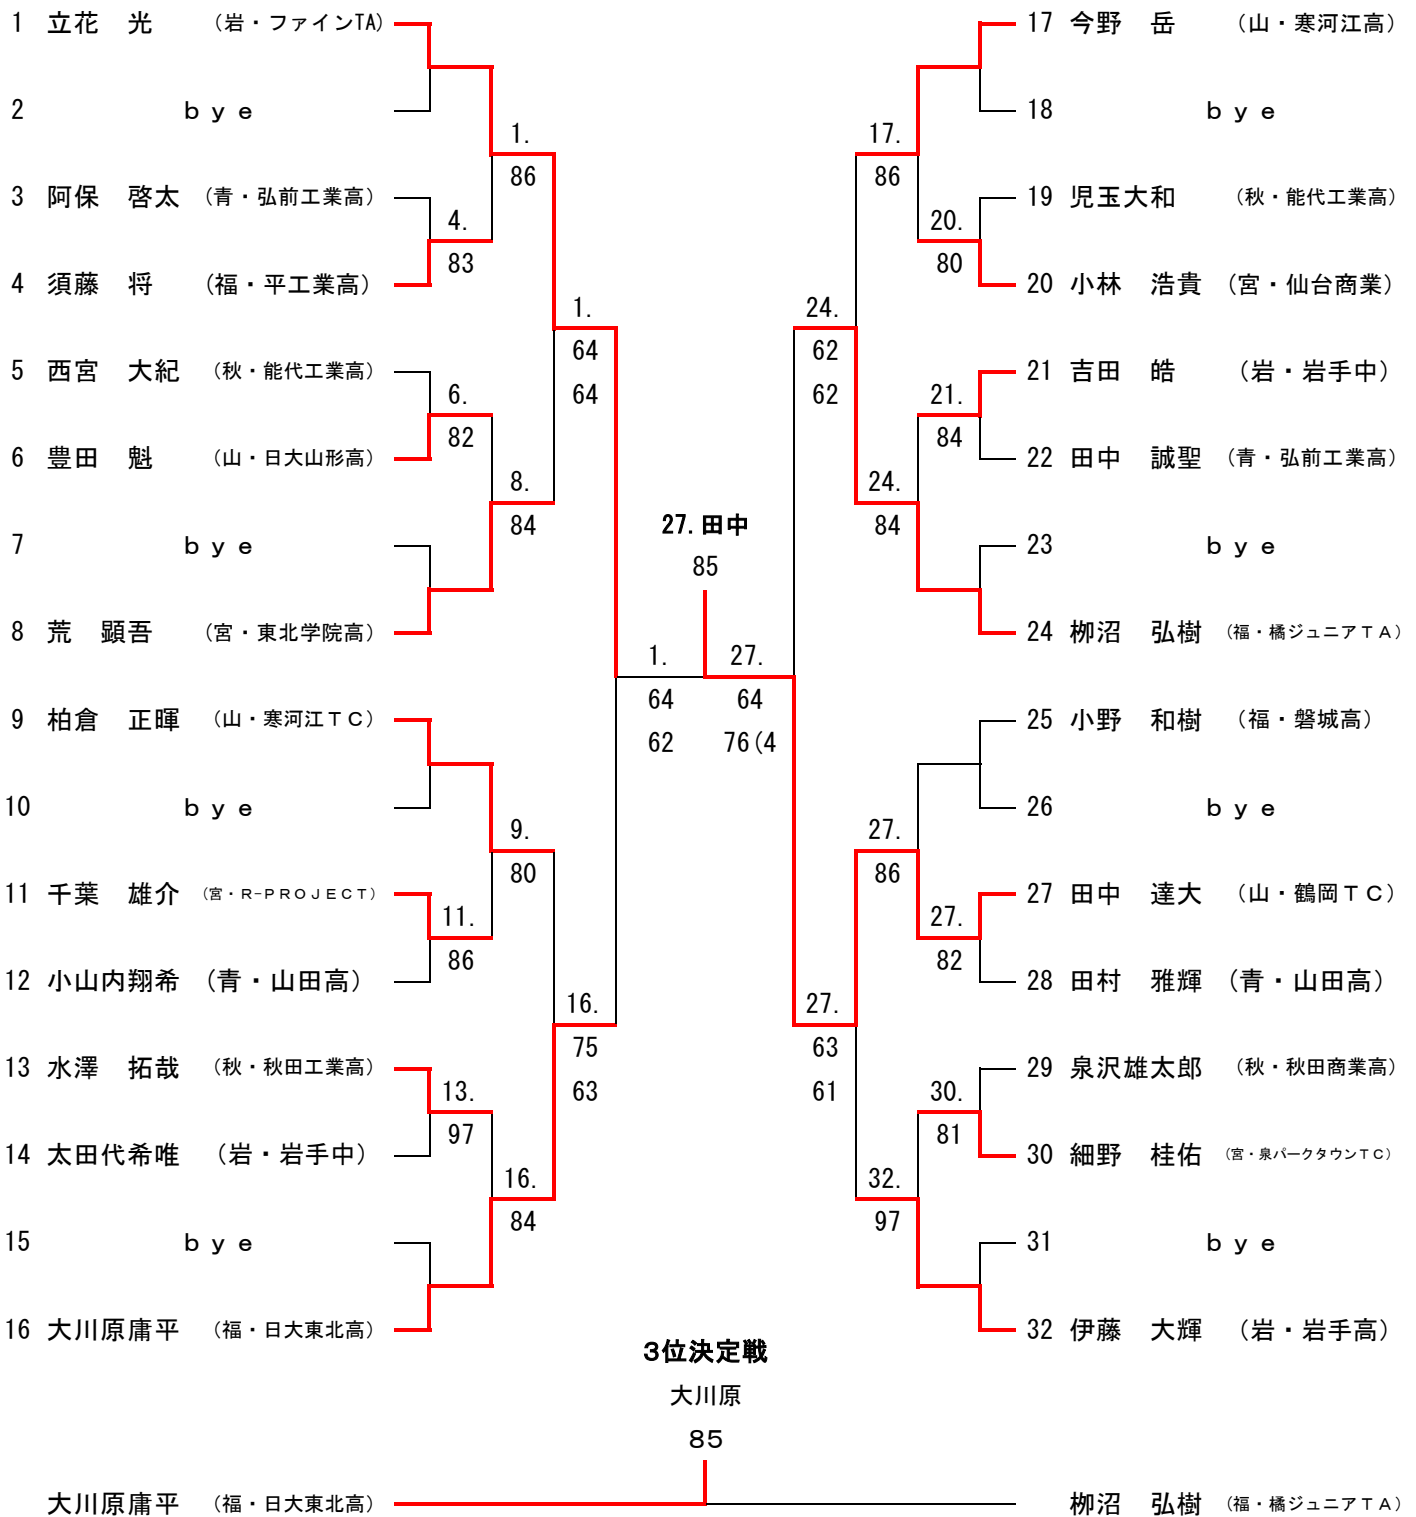 1 立花 光 (岩・ファインTA)
2 ｂｙｅ
3 阿保 啓太 (青・弘前工業高)
4 須藤 将 (福・平工業高)
5 西宮 大紀 (秋・能代工業高)
6 豊田 魁 (山・日大山形高)
7 ｂｙｅ
8 荒 顕吾 (宮・東北学院高)
9 柏倉 正暉 (山・寒河江ＴＣ)
10 ｂｙｅ
11 千葉 雄介 (宮・R-PROJECT)
12 小山内翔希 (青・山田高)
13 水澤 拓哉 (秋・秋田工業高)
14 太田代希唯 (岩・岩手中)
15 ｂｙｅ
16 大川原庸平 (福・日大東北高)
4.
83
6.
82
11.
86
13.
97
1.
86
8.
84
9.
80
16.
84
1.
64
64
16.
75
63
1.
64
62
27.田中
85
27.
64
76(4
24.
62
62
27.
63
61
17.
86
24.
84
27.
86
32.
97
20.
80
21.
84
27.
82
30.
81
17 今野 岳 (山・寒河江高)
18 ｂｙｅ
19 児玉大和 (秋・能代工業高)
20 小林 浩貴 (宮・仙台商業)
21 吉田 皓 (岩・岩手中)
22 田中 誠聖 (青・弘前工業高)
23 ｂｙｅ
24 栁沼 弘樹 (福・橘ジュニアＴＡ)
25 小野 和樹 (福・磐城高)
26 ｂｙｅ
27 田中 達大 (山・鶴岡ＴＣ)
28 田村 雅輝 (青・山田高)
29 泉沢雄太郎 (秋・秋田商業高)
30 細野 桂佑 (宮・泉パークタウンＴＣ)
31 ｂｙｅ
32 伊藤 大輝 (岩・岩手高)
3位決定戦
大川原
85
大川原庸平 (福・日大東北高)
栁沼 弘樹 (福・橘ジュニアＴＡ)